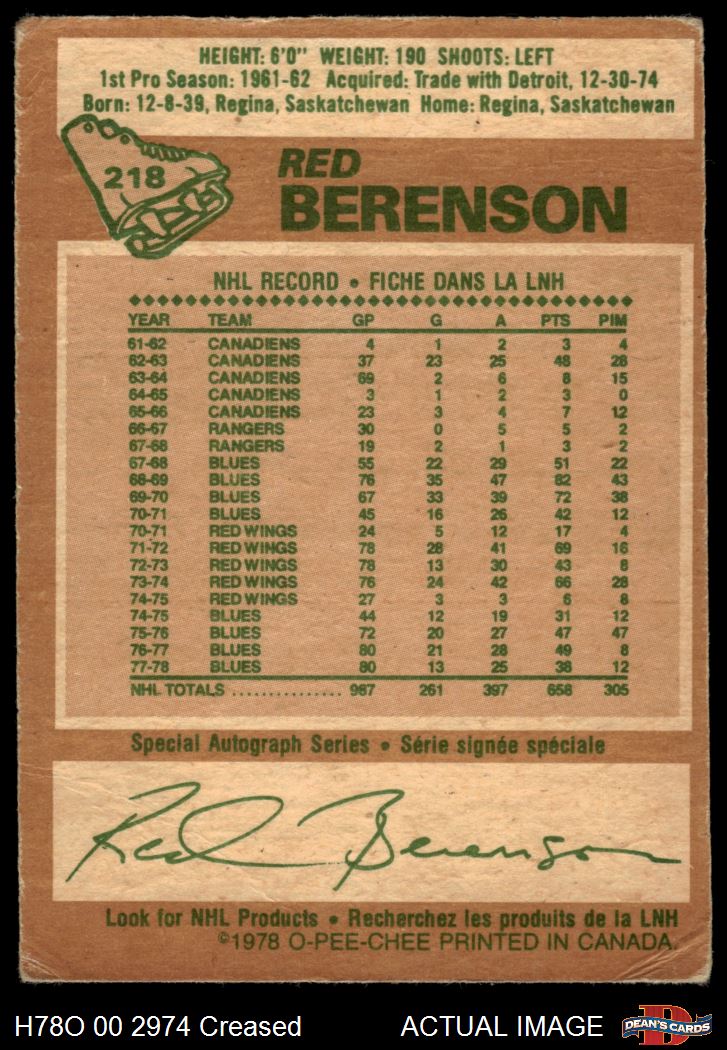 HEIGHT: 6'0" WEIGHT: 190 SHOOTS: LEFT
1st Pro Season: 1961-62 Acquired: Trade with Detroit, 12-30-74
Born: 12-8-39, Regina, Saskatchewan Home: Regina, Saskatchewan
218
RED
BERENSON
NHL RECORD • FICHE DANS LA LNH
YEAR TEAM GP G A PTS PIM
61-62 CANADIENS 4 1 2 3 4
62-63 CANADIENS 37 23 25 48 28
63-64 CANADIENS 69 2 6 8 15
64-65 CANADIENS 3 1 2 3 0
65-66 CANADIENS 23 3 4 7 12
66-67 RANGERS 30 0 5 5 2
67-68 RANGERS 19 2 1 3 2
67-68 BLUES 55 22 29 51 22
68-69 BLUES 76 35 47 82 43
69-70 BLUES 67 33 39 72 38
70-71 BLUES 45 16 26 42 12
70-71 RED WINGS 24 5 12 17 4
71-72 RED WINGS 78 28 41 69 16
72-73 RED WINGS 78 13 30 43 8
73-74 RED WINGS 76 24 42 66 28
74-75 RED WINGS 27 3 3 6 8
74-75 BLUES 44 12 19 31 12
75-76 BLUES 72 20 27 47 47
76-77 BLUES 80 21 28 49 8
77-78 BLUES 80 13 25 38 12
NHL TOTALS ............... 987 261 397 658 305
Special Autograph Series • Série signée spéciale
Red Berenson
Look for NHL Products • Recherchez les produits de la LNH
©1978 O-PEE-CHEE PRINTED IN CANADA.
H78O 00 2974 Creased ACTUAL IMAGE
D
DEAN'S CARDS